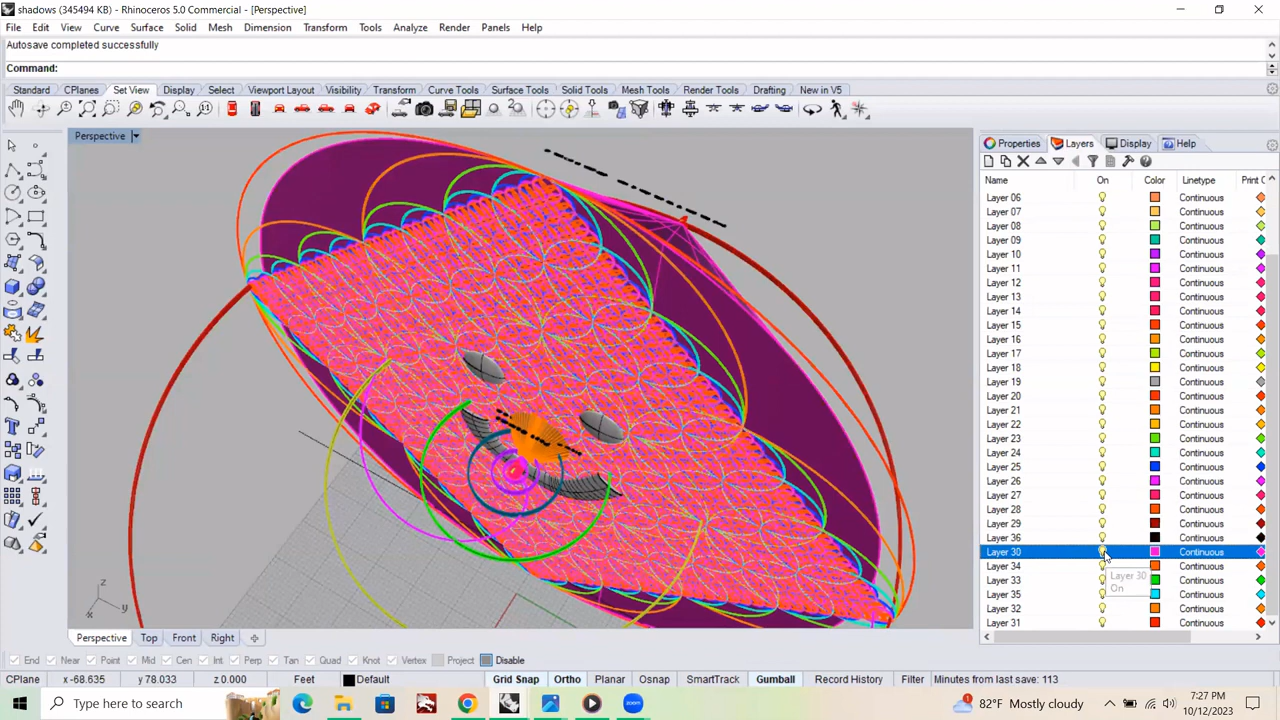 shadows (345494 KB) - Rhinoceros 5.0 Commercial - [Perspective]
File Edit View Curve Surface Solid Mesh Dimension Transform Tools Analyze Render Panels Help
Autosave completed successfully
Command:
Standard CPlanes Set View Display Select Viewport Layout Visibility Transform Curve Tools Surface Tools Solid Tools Mesh Tools Render Tools Drafting New in V5
Perspective
Properties Layers Display Help
Name On Color Linetype Print C
Layer 06 Continuous
Layer 07 Continuous
Layer 08 Continuous
Layer 09 Continuous
Layer 10 Continuous
Layer 11 Continuous
Layer 12 Continuous
Layer 13 Continuous
Layer 14 Continuous
Layer 15 Continuous
Layer 16 Continuous
Layer 17 Continuous
Layer 18 Continuous
Layer 19 Continuous
Layer 20 Continuous
Layer 21 Continuous
Layer 22 Continuous
Layer 23 Continuous
Layer 24 Continuous
Layer 25 Continuous
Layer 26 Continuous
Layer 27 Continuous
Layer 28 Continuous
Layer 29 Continuous
Layer 36 Continuous
Layer 30 Continuous
Layer 34 Continuous
Layer 33 Continuous
Layer 35 Continuous
Layer 32 Continuous
Layer 31 Continuous
Layer 30
On
z
x y
Perspective Top Front Right
End Near Point Mid Cen Int Perp Tan Quad Knot Vertex Project Disable
CPlane x -68.635 y 78.033 z 0.000 Feet Default Grid Snap Ortho Planar Osnap SmartTrack Gumball Record History Filter Minutes from last save: 113
Type here to search
zoom
1
82°F Mostly cloudy
7:27 PM
10/12/2023